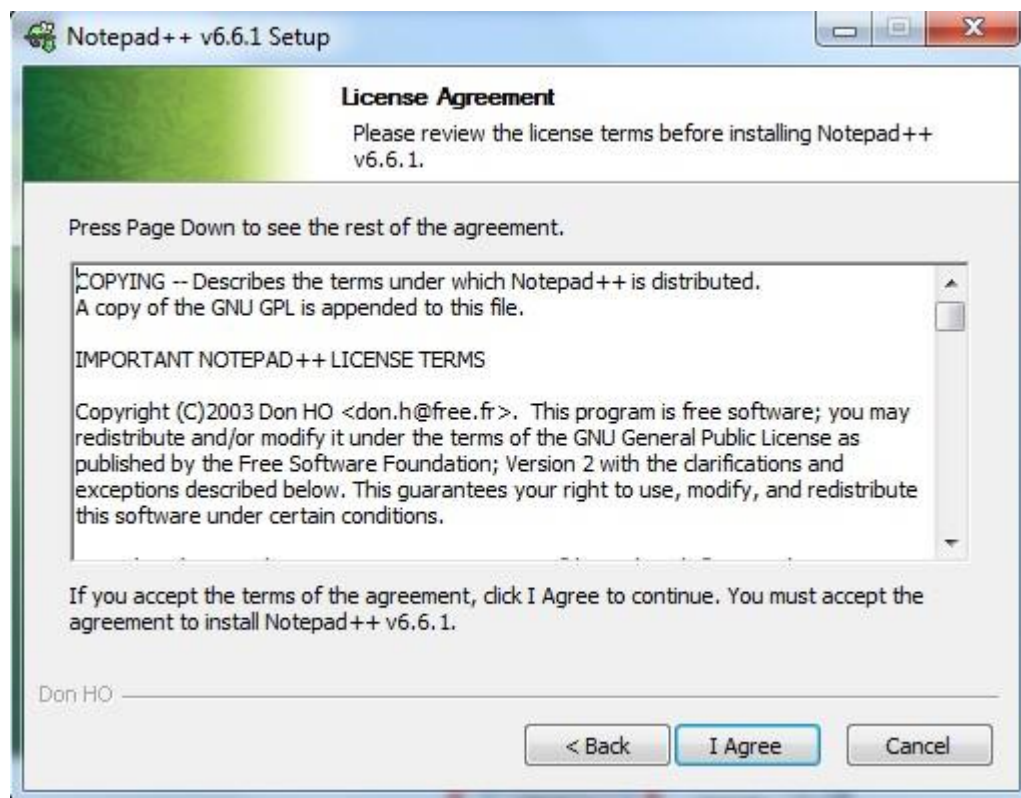 Notepad++ v6.6.1 Setup
License Agreement
Please review the license terms before installing Notepad++
v6.6.1.
Press Page Down to see the rest of the agreement.
COPYING -- Describes the terms under which Notepad++ is distributed.
A copy of the GNU GPL is appended to this file.
IMPORTANT NOTEPAD++ LICENSE TERMS
Copyright (C)2003 Don HO <don.h@free.fr>. This program is free software; you may
redistribute and/or modify it under the terms of the GNU General Public License as
published by the Free Software Foundation; Version 2 with the clarifications and
exceptions described below. This guarantees your right to use, modify, and redistribute
this software under certain conditions.
If you accept the terms of the agreement, click I Agree to continue. You must accept the
agreement to install Notepad++ v6.6.1.
Don HO
< Back
I Agree
Cancel